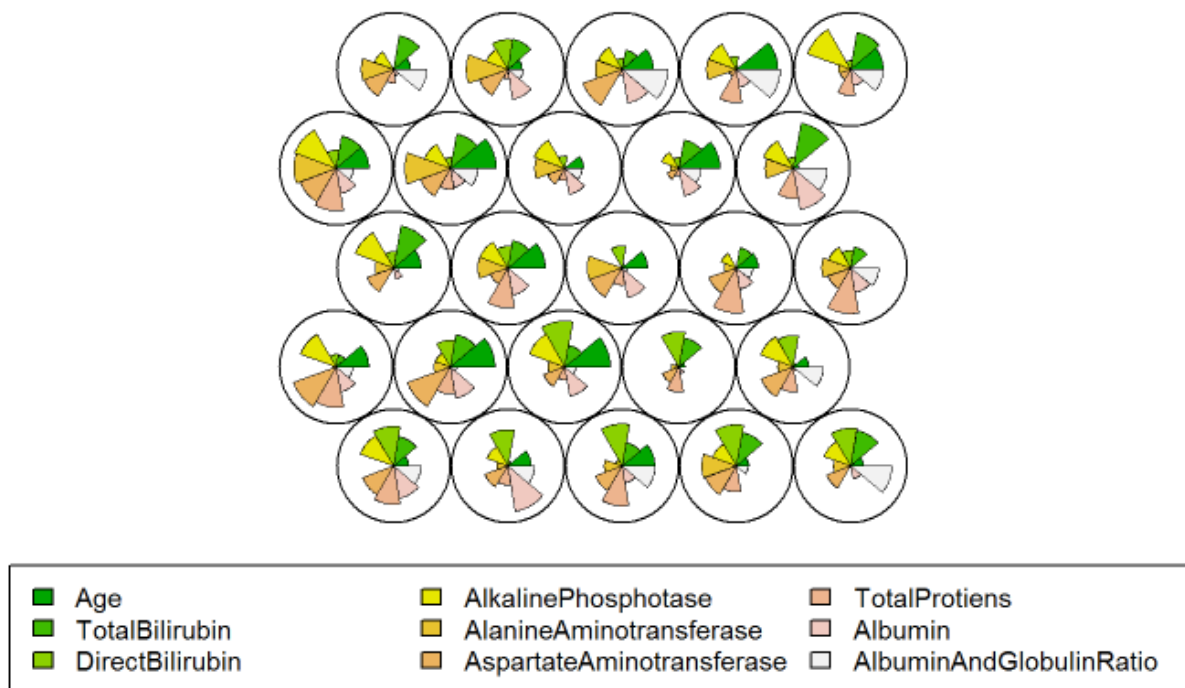 Age
TotalBilirubin
DirectBilirubin
AlkalinePhosphotase
AlanineAminotransferase
AspartateAminotransferase
TotalProtiens
Albumin
AlbuminAndGlobulinRatio